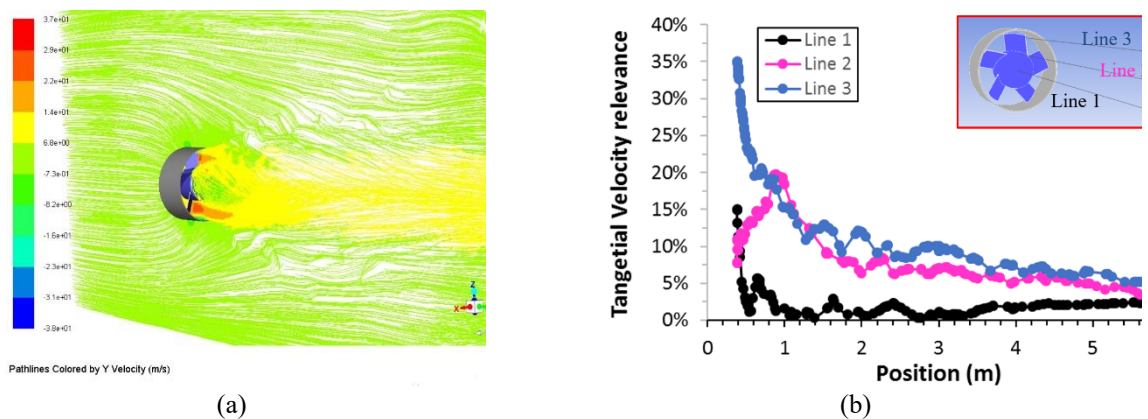 3.7e+01
2.9e+01
2.2e+01
1.4e+01
6.8e+00
-8.2e-01
-1.6e+01
-2.3e+01
-3.1e+01
-3.8e+01
Z
X
Pathlines Colored by Y Velocity (m/s)
(a)
Tangetial Velocity relevance
40%
35%
30%
25%
20%
15%
10%
5%
0%
Line 1
Line 2
Line 3
Line 3
Line
Line 1
0 1 2 3 4 5
Position (m)
(b)